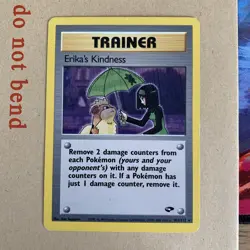 do not bend
TRAINER
Erika's Kindness
Remove 2 damage counters from
each Pokémon (yours and your
opponent's) with any damage
counters on it. If a Pokémon has
just 1 damage counter, remove it.